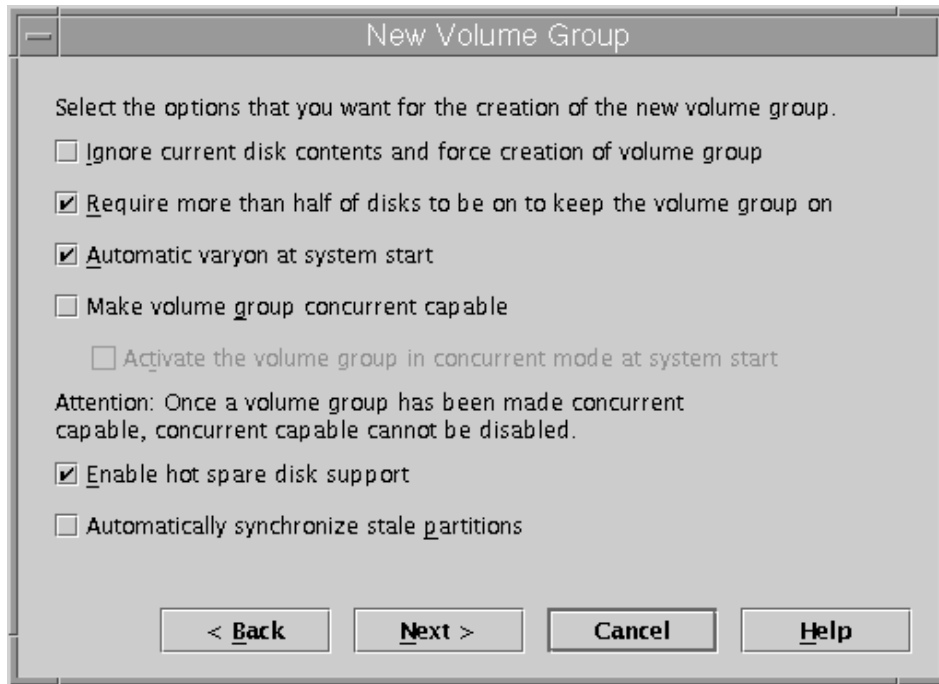 New Volume Group
Select the options that you want for the creation of the new volume group.
Ignore current disk contents and force creation of volume group
Require more than half of disks to be on to keep the volume group on
Automatic varyon at system start
Make volume group concurrent capable
Activate the volume group in concurrent mode at system start
Attention: Once a volume group has been made concurrent
capable, concurrent capable cannot be disabled.
Enable hot spare disk support
Automatically synchronize stale partitions
< Back Next > Cancel Help